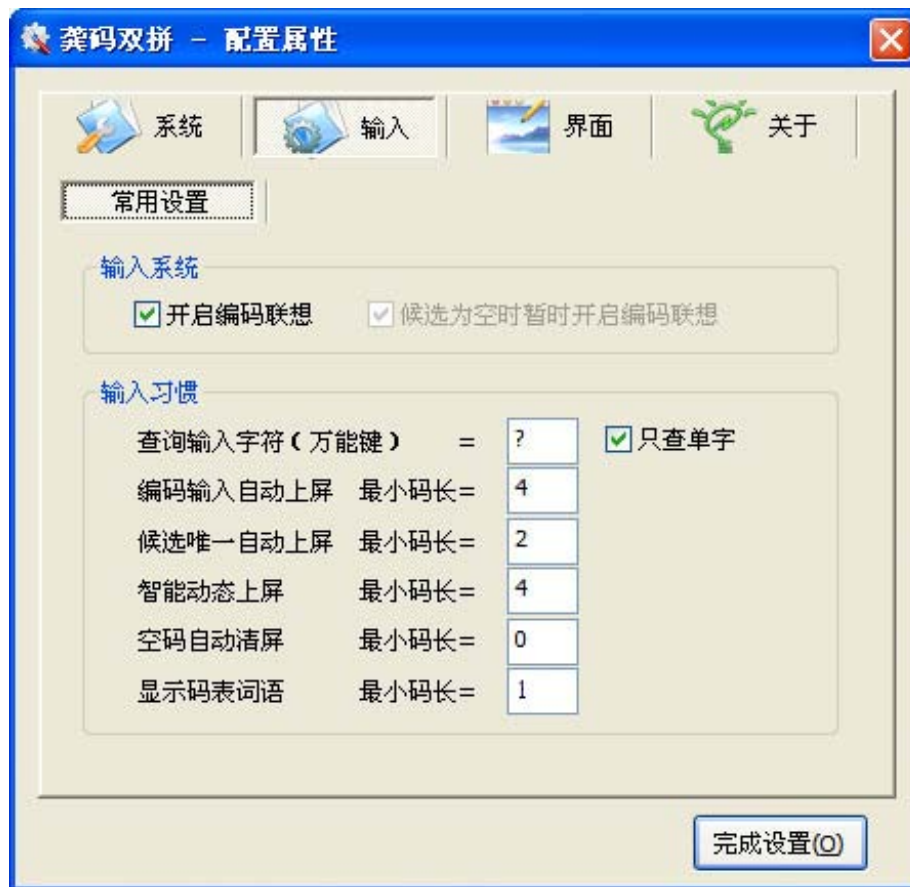 龚码双拼 - 配置属性
系统 输入 界面 关于
常用设置
输入系统
开启编码联想 候选为空时暂时开启编码联想
输入习惯
查询输入字符(万能键) = ? 只查单字
编码输入自动上屏 最小码长= 4
候选唯一自动上屏 最小码长= 2
智能动态上屏 最小码长= 4
空码自动清屏 最小码长= 0
显示码表词语 最小码长= 1
完成设置(O)